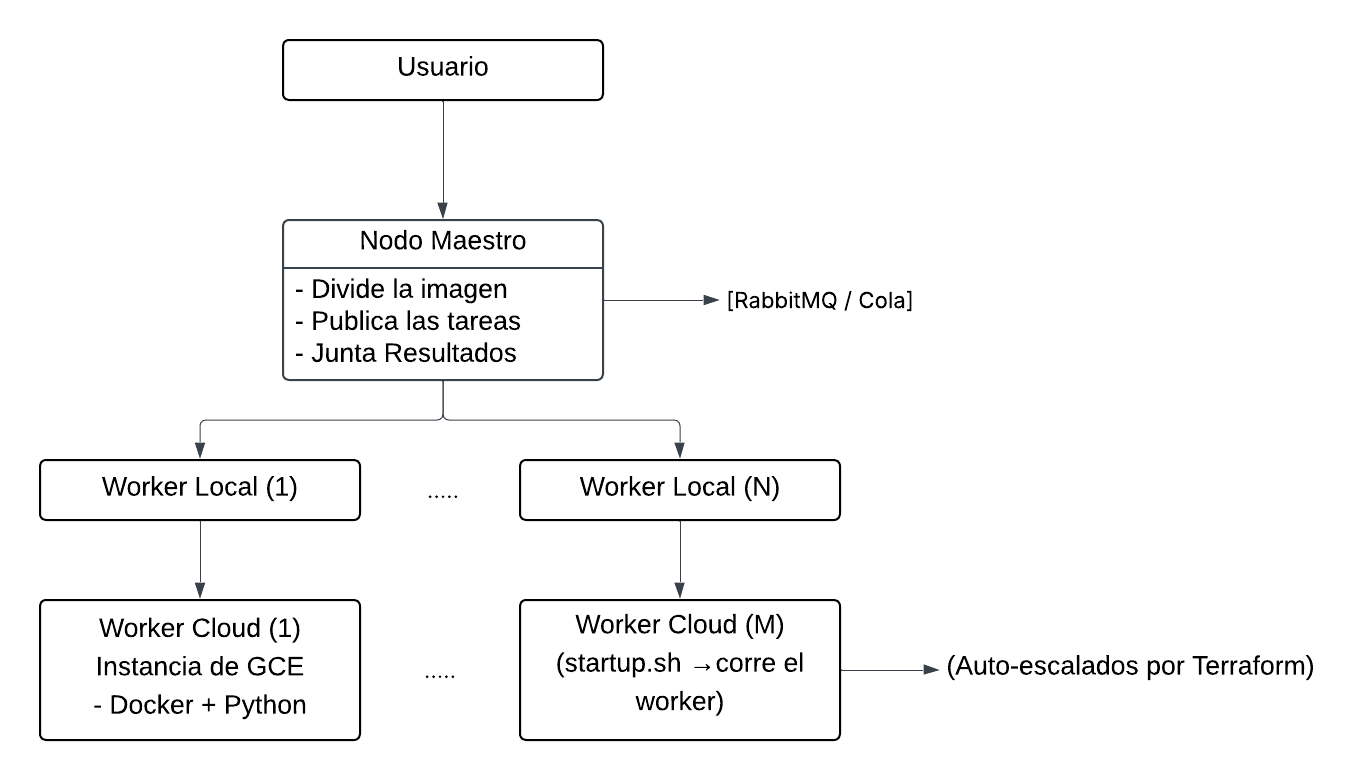 Usuario
Nodo Maestro
- Divide la imagen
- Publica las tareas
- Junta Resultados
[RabbitMQ / Cola]
Worker Local (1)
.....
Worker Local (N)
Worker Cloud (1)
Instancia de GCE
- Docker + Python
.....
Worker Cloud (M)
(startup.sh →corre el
worker)
(Auto-escalados por Terraform)